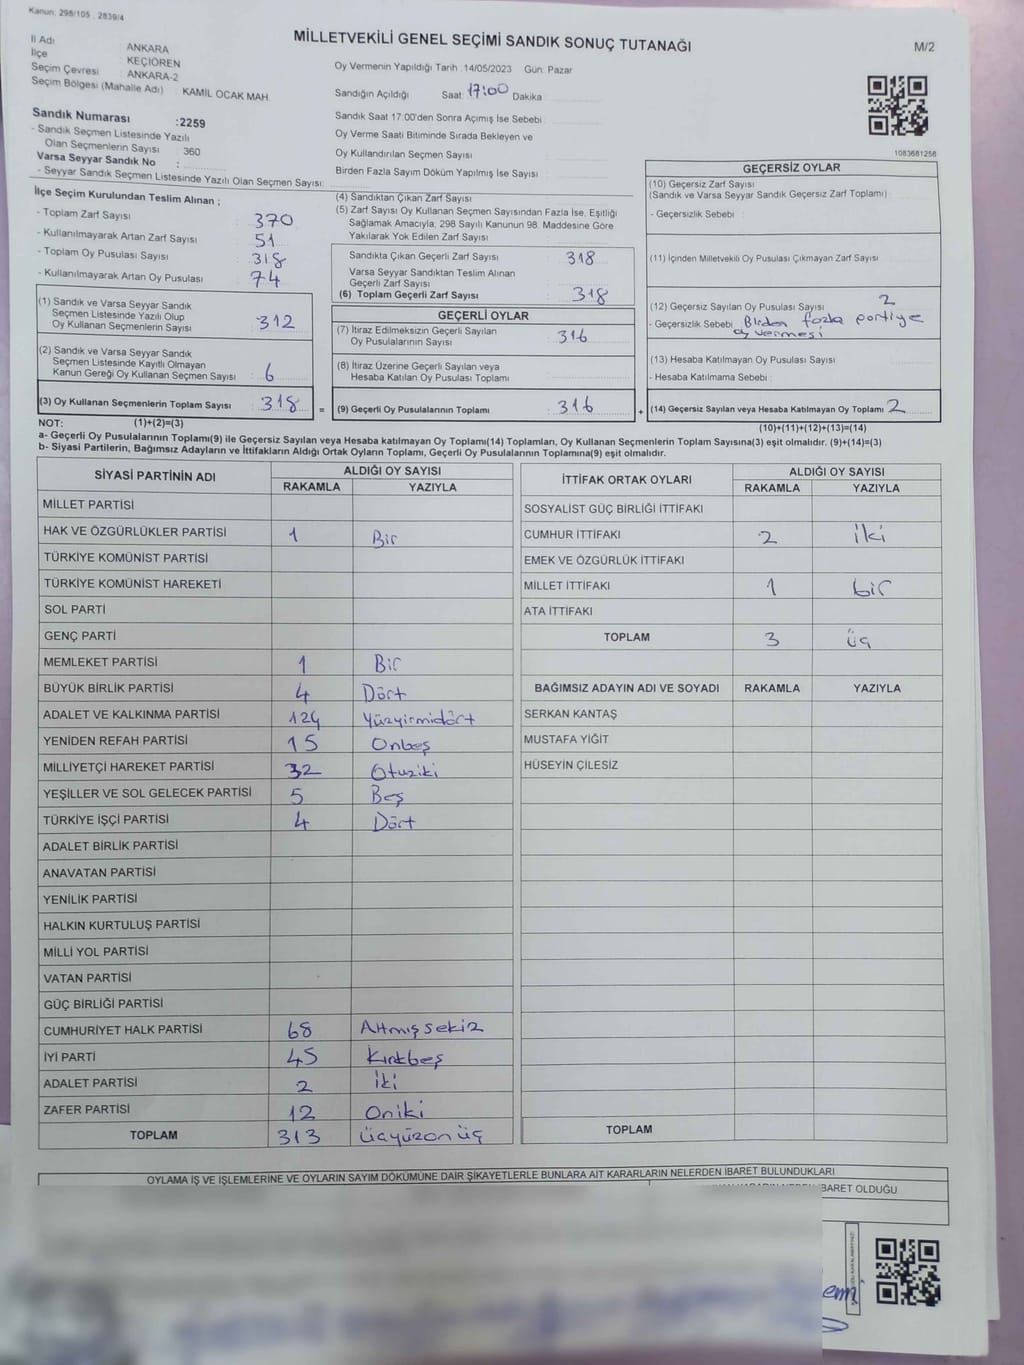 Kanun: 298/105 , 2839/4
MİLLETVEKİLİ GENEL SEÇİMİ SANDIK SONUÇ TUTANAĞI
M/2
İl Adı ANKARA
İlçe KEÇİÖREN
Seçim Çevresi ANKARA-2
Seçim Bölgesi (Mahalle Adı) : KAMİL OCAK MAH.
Sandık Numarası :2259
- Sandık Seçmen Listesinde Yazılı
Olan Seçmenlerin Sayısı : 360
Varsa Seyyar Sandık No :
- Seyyar Sandık Seçmen Listesinde Yazılı Olan Seçmen Sayısı:
Oy Vermenin Yapıldığı Tarih :14/05/2023 Gün: Pazar
Sandığın Açıldığı Saat: 17:00 Dakika
Sandık Saat 17:00'den Sonra Açımış İse Sebebi
Oy Verme Saati Bitiminde Sırada Bekleyen ve
Oy Kullandırılan Seçmen Sayısı
Birden Fazla Sayım Döküm Yapılmış İse Sayısı :
1083681256
İlçe Seçim Kurulundan Teslim Alınan ;
- Toplam Zarf Sayısı : 370
- Kullanılmayarak Artan Zarf Sayısı : 51
- Toplam Oy Pusulası Sayısı : 318
- Kullanılmayarak Artan Oy Pusulası : 74
(1) Sandık ve Varsa Seyyar Sandık
Seçmen Listesinde Yazılı Olup
Oy Kullanan Seçmenlerin Sayısı : 312
(2) Sandık ve Varsa Seyyar Sandık
Seçmen Listesinde Kayıtlı Olmayan
Kanun Gereği Oy Kullanan Seçmen Sayısı : 6
(3) Oy Kullanan Seçmenlerin Toplam Sayısı : 318
(4) Sandıktan Çıkan Zarf Sayısı
(5) Zarf Sayısı Oy Kullanan Seçmen Sayısından Fazla İse, Eşitliği
Sağlamak Amacıyla, 298 Sayılı Kanunun 98. Maddesine Göre
Yakılarak Yok Edilen Zarf Sayısı
Sandıkta Çıkan Geçerli Zarf Sayısı : 318
Varsa Seyyar Sandıktan Teslim Alınan
Geçerli Zarf Sayısı
(6) Toplam Geçerli Zarf Sayısı : 318
GEÇERLİ OYLAR
(7) İtiraz Edilmeksizin Geçerli Sayılan
Oy Pusulalarının Sayısı : 316
(8) İtiraz Üzerine Geçerli Sayılan veya
Hesaba Katılan Oy Pusulası Toplamı
= (9) Geçerli Oy Pusulalarının Toplamı : 316
GEÇERSİZ OYLAR
(10) Geçersiz Zarf Sayısı
(Sandık ve Varsa Seyyar Sandık Geçersiz Zarf Toplamı)
- Geçersizlik Sebebi :
(11) İçinden Milletvekili Oy Pusulası Çıkmayan Zarf Sayısı
(12) Geçersiz Sayılan Oy Pusulası Sayısı 2
- Geçersizlik Sebebi : Birden fazla partiye
oy vermesi
(13) Hesaba Katılmayan Oy Pusulası Sayısı
- Hesaba Katılmama Sebebi
+ (14) Geçersiz Sayılan veya Hesaba Katılmayan Oy Toplamı : 2
NOT: (1)+(2)=(3)
(10)+(11)+(12)+(13)=(14)
a- Geçerli Oy Pusulalarının Toplamı(9) ile Geçersiz Sayılan veya Hesaba katılmayan Oy Toplamı(14) Toplamları, Oy Kullanan Seçmenlerin Toplam Sayısına(3) eşit olmalıdır. (9)+(14)=(3)
b- Siyasi Partilerin, Bağımsız Adayların ve İttifakların Aldığı Ortak Oyların Toplamı, Geçerli Oy Pusulalarının Toplamına(9) eşit olmalıdır.
SİYASİ PARTİNİN ADI ALDIĞI OY SAYISI
RAKAMLA YAZIYLA
MİLLET PARTİSİ
HAK VE ÖZGÜRLÜKLER PARTİSİ 1 Bir
TÜRKİYE KOMÜNİST PARTİSİ
TÜRKİYE KOMÜNİST HAREKETİ
SOL PARTİ
GENÇ PARTİ
MEMLEKET PARTİSİ 1 Bir
BÜYÜK BİRLİK PARTİSİ 4 Dört
ADALET VE KALKINMA PARTİSİ 124 Yüzyirmidört
YENİDEN REFAH PARTİSİ 15 Onbeş
MİLLİYETÇİ HAREKET PARTİSİ 32 Otuziki
YEŞİLLER VE SOL GELECEK PARTİSİ 5 Beş
TÜRKİYE İŞÇİ PARTİSİ 4 Dört
ADALET BİRLİK PARTİSİ
ANAVATAN PARTİSİ
YENİLİK PARTİSİ
HALKIN KURTULUŞ PARTİSİ
MİLLİ YOL PARTİSİ
VATAN PARTİSİ
GÜÇ BİRLİĞİ PARTİSİ
CUMHURİYET HALK PARTİSİ 68 Altmışsekiz
İYİ PARTİ 45 Kırkbeş
ADALET PARTİSİ 2 İki
ZAFER PARTİSİ 12 Oniki
TOPLAM 313 Üçyüzonüç
İTTİFAK ORTAK OYLARI ALDIĞI OY SAYISI
RAKAMLA YAZIYLA
SOSYALİST GÜÇ BİRLİĞİ İTTİFAKI
CUMHUR İTTİFAKI 2 İki
EMEK VE ÖZGÜRLÜK İTTİFAKI
MİLLET İTTİFAKI 1 bir
ATA İTTİFAKI
TOPLAM 3 üç
BAĞIMSIZ ADAYIN ADI VE SOYADI RAKAMLA YAZIYLA
SERKAN KANTAŞ
MUSTAFA YİĞİT
HÜSEYİN ÇİLESİZ
TOPLAM
OYLAMA İŞ VE İŞLEMLERİNE VE OYLARIN SAYIM DÖKÜMÜNE DAİR ŞİKAYETLERLE BUNLARA AİT KARARLARIN NELERDEN İBARET BULUNDUKLARI
İBARET OLDUĞU